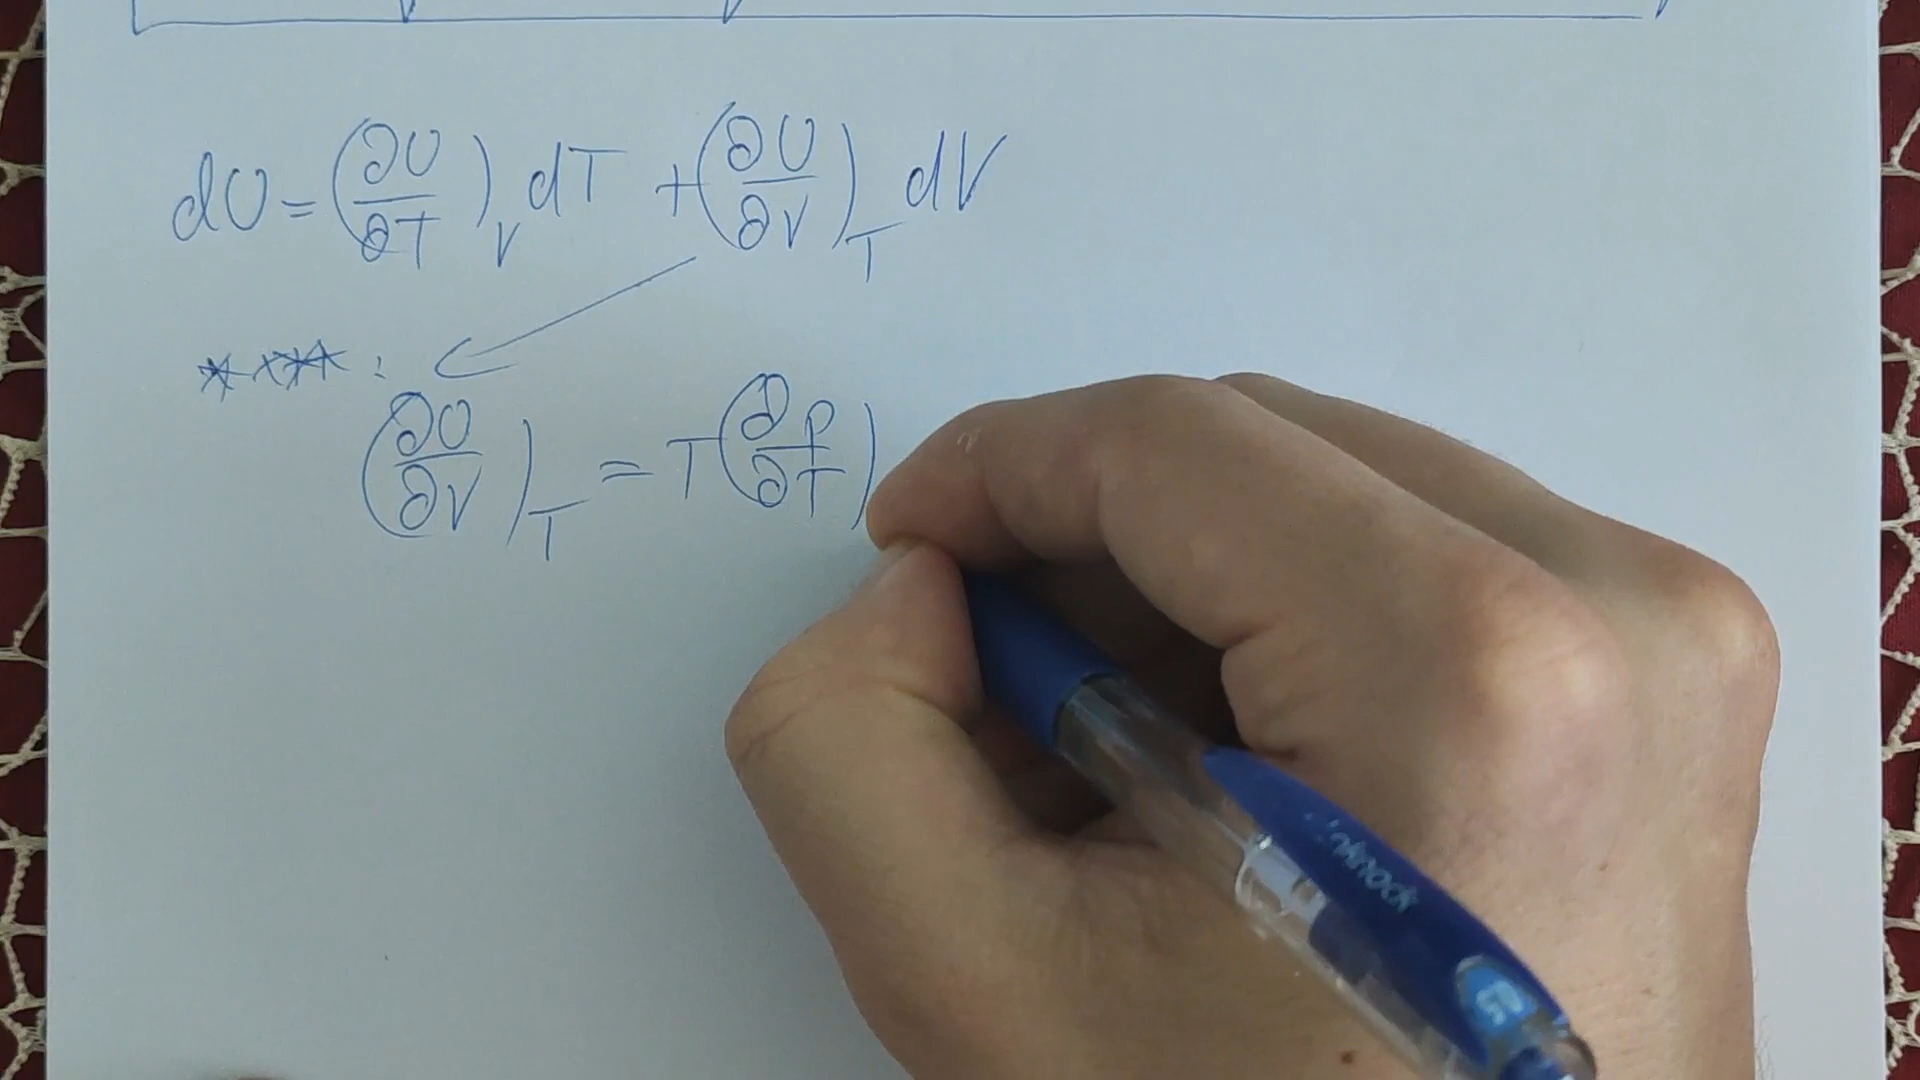 dU = (∂U/∂T)_V dT + (∂U/∂V)_T dV
**** :
(∂U/∂V)_T = T(∂p/∂T)